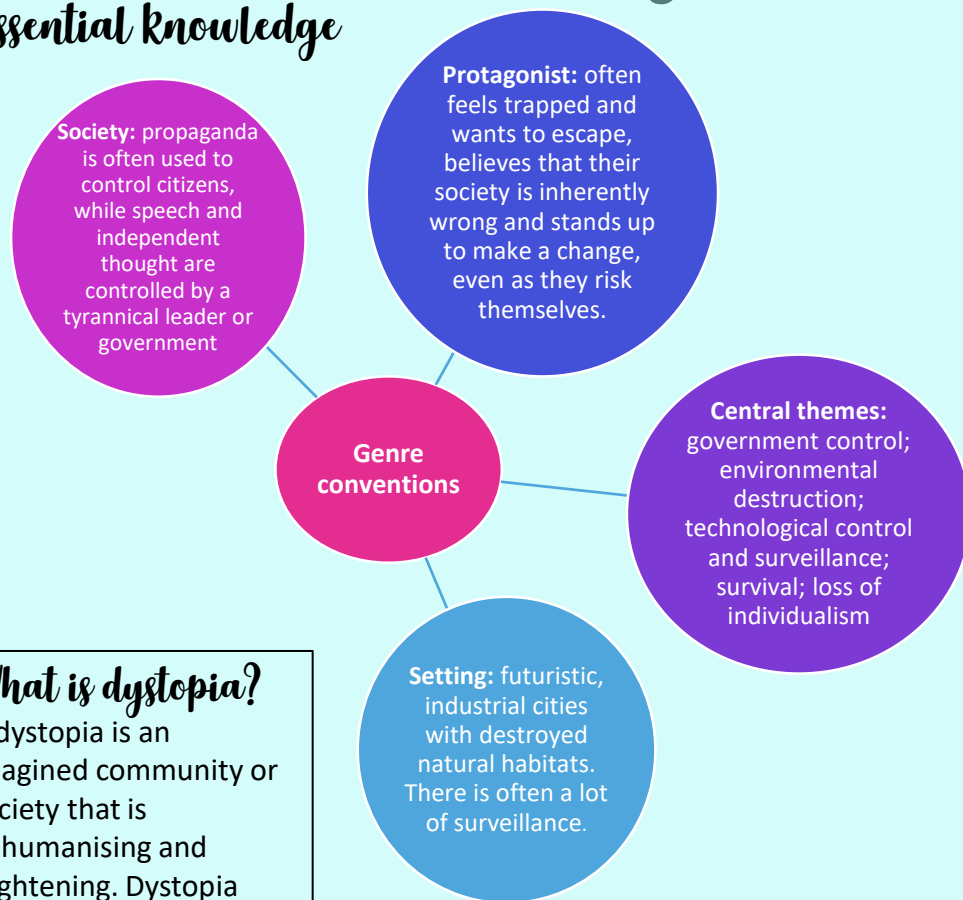 ssential knowledge
Society: propaganda
is often used to
control citizens,
while speech and
independent
thought are
controlled by a
tyrannical leader or
government
Protagonist: often
feels trapped and
wants to escape,
believes that their
society is inherently
wrong and stands up
to make a change,
even as they risk
themselves.
Genre
conventions
Central themes:
government control;
environmental
destruction;
technological control
and surveillance;
survival; loss of
individualism
Setting: futuristic,
industrial cities
with destroyed
natural habitats.
There is often a lot
of surveillance.
hat is dystopia?
dystopia is an
agined community or
ciety that is
humanising and
ghtening. Dystopia